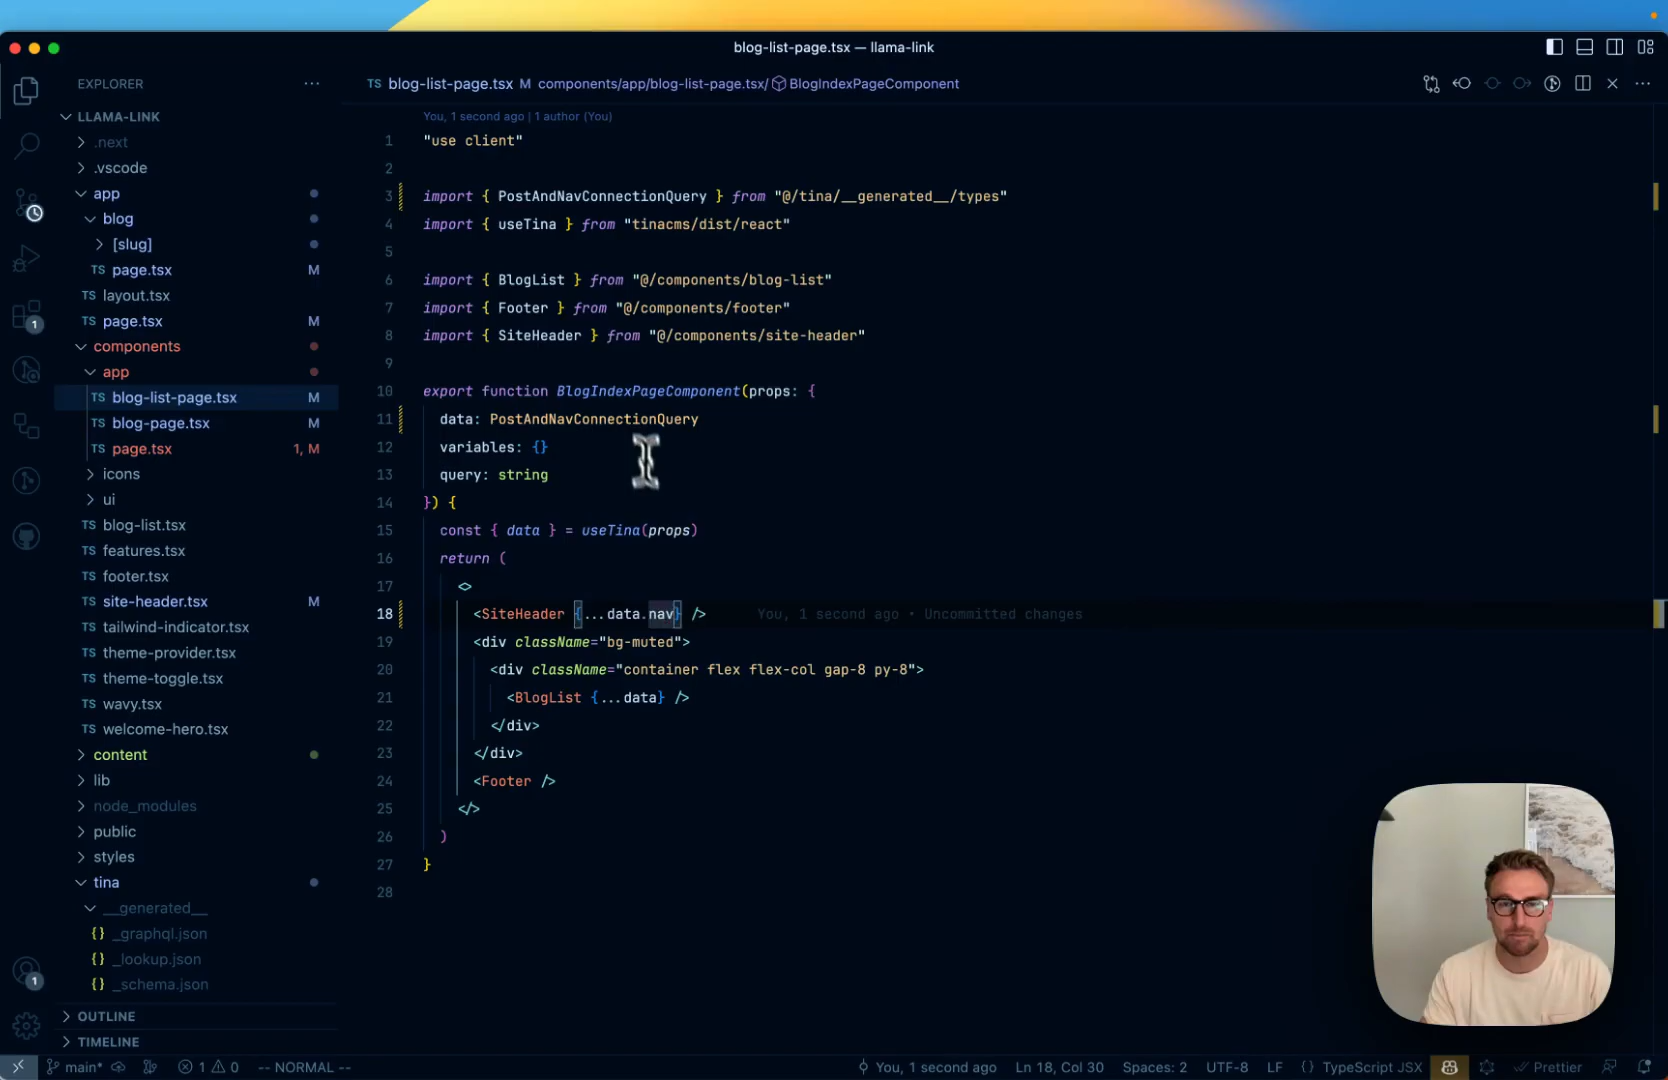 blog-list-page.tsx — llama-link
EXPLORER
LLAMA-LINK
.next
.vscode
app
blog
[slug]
TS page.tsx M
TS layout.tsx
TS page.tsx M
components
app
TS blog-list-page.tsx M
TS blog-page.tsx M
TS page.tsx 1, M
icons
ui
TS blog-list.tsx
TS features.tsx
TS footer.tsx
TS site-header.tsx M
TS tailwind-indicator.tsx
TS theme-provider.tsx
TS theme-toggle.tsx
TS wavy.tsx
TS welcome-hero.tsx
content
lib
node_modules
public
styles
tina
__generated__
{} _graphql.json
{} _lookup.json
{} _schema.json
OUTLINE
TIMELINE
1
1
TS blog-list-page.tsx M components/app/blog-list-page.tsx/ BlogIndexPageComponent
You, 1 second ago | 1 author (You)
1 "use client"
2
3 import { PostAndNavConnectionQuery } from "@/tina/__generated__/types"
4 import { useTina } from "tinacms/dist/react"
5
6 import { BlogList } from "@/components/blog-list"
7 import { Footer } from "@/components/footer"
8 import { SiteHeader } from "@/components/site-header"
9
10 export function BlogIndexPageComponent(props: {
11 data: PostAndNavConnectionQuery
12 variables: {}
13 query: string
14 }) {
15 const { data } = useTina(props)
16 return (
17 <>
18 <SiteHeader {...data.nav} /> You, 1 second ago • Uncommitted changes
19 <div className="bg-muted">
20 <div className="container flex flex-col gap-8 py-8">
21 <BlogList {...data} />
22 </div>
23 </div>
24 <Footer />
25 </>
26 )
27 }
28
main* 1 0 -- NORMAL -- You, 1 second ago Ln 18, Col 30 Spaces: 2 UTF-8 LF {} TypeScript JSX Prettier